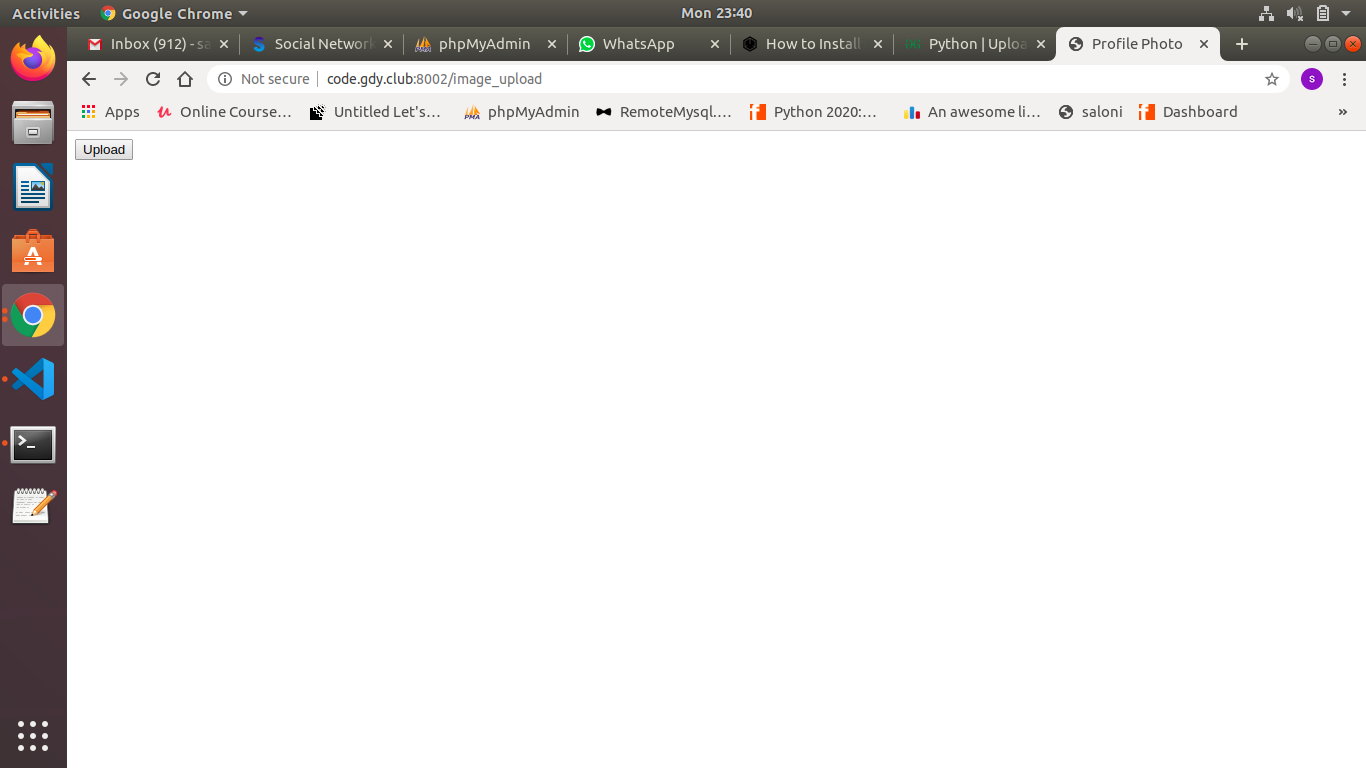 Activities Google Chrome Mon 23:40
Inbox (912) - sa Social Network phpMyAdmin WhatsApp How to Install Python | Uploa Profile Photo
Not secure code.gdy.club:8002/image_upload S
Apps Online Course… Untitled Let's… phpMyAdmin RemoteMysql.… Python 2020:… An awesome li… saloni Dashboard »
Upload